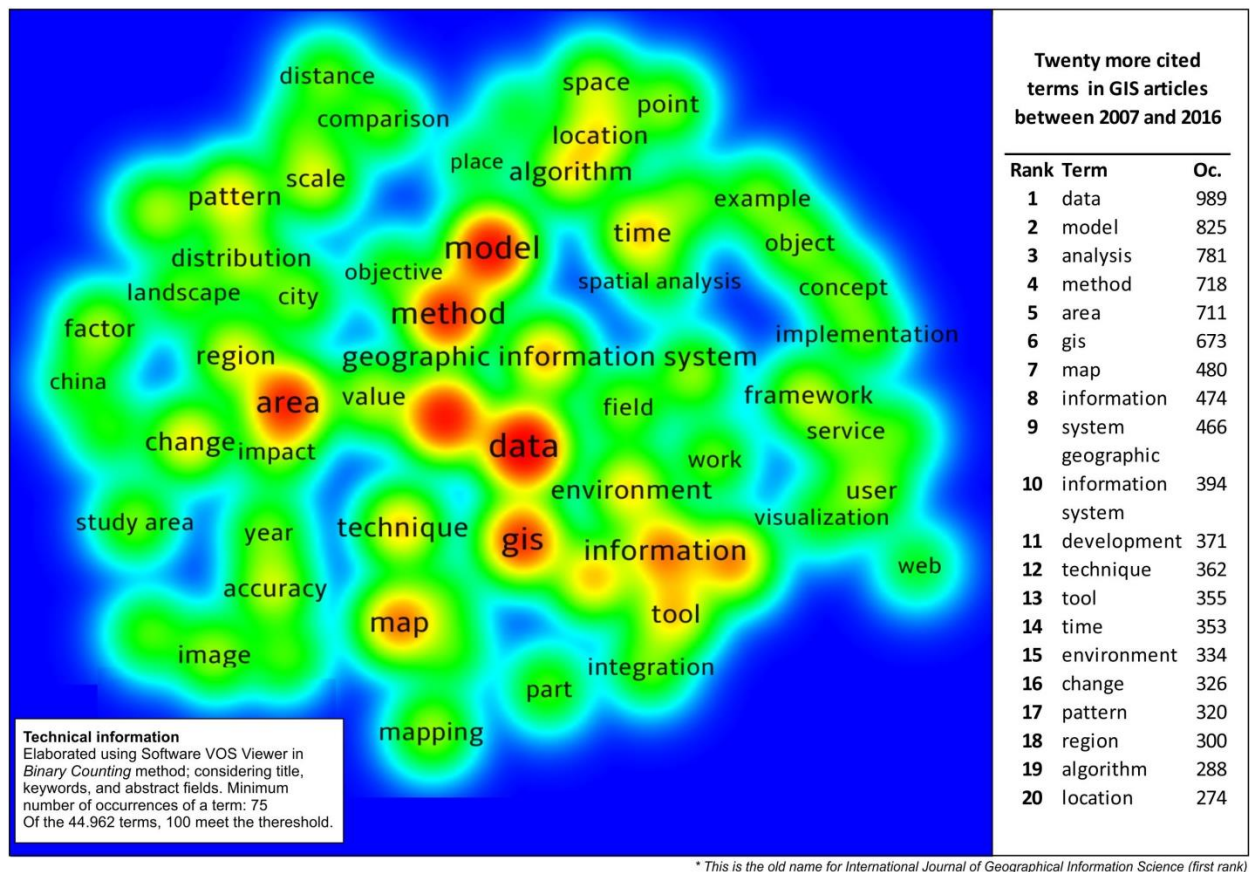 distance
comparison
space
point
location
place
algorithm
scale
pattern
example
time
object
model
distribution
objective
spatial analysis
landscape
city
concept
method
factor
implementation
region
geographic information system
china
area
value
field
framework
service
change
impact
data
work
environment
user
study area
year
technique
gis
visualization
information
web
accuracy
map
tool
image
integration
part
mapping
Technical information
Elaborated using Software VOS Viewer in
Binary Counting method; considering title,
keywords, and abstract fields. Minimum
number of occurrences of a term: 75
Of the 44.962 terms, 100 meet the thereshold.
Twenty more cited
terms in GIS articles
between 2007 and 2016
Rank Term Oc.
1 data 989
2 model 825
3 analysis 781
4 method 718
5 area 711
6 gis 673
7 map 480
8 information 474
9 system 466
geographic
10 information 394
system
11 development 371
12 technique 362
13 tool 355
14 time 353
15 environment 334
16 change 326
17 pattern 320
18 region 300
19 algorithm 288
20 location 274
* This is the old name for International Journal of Geographical Information Science (first rank)